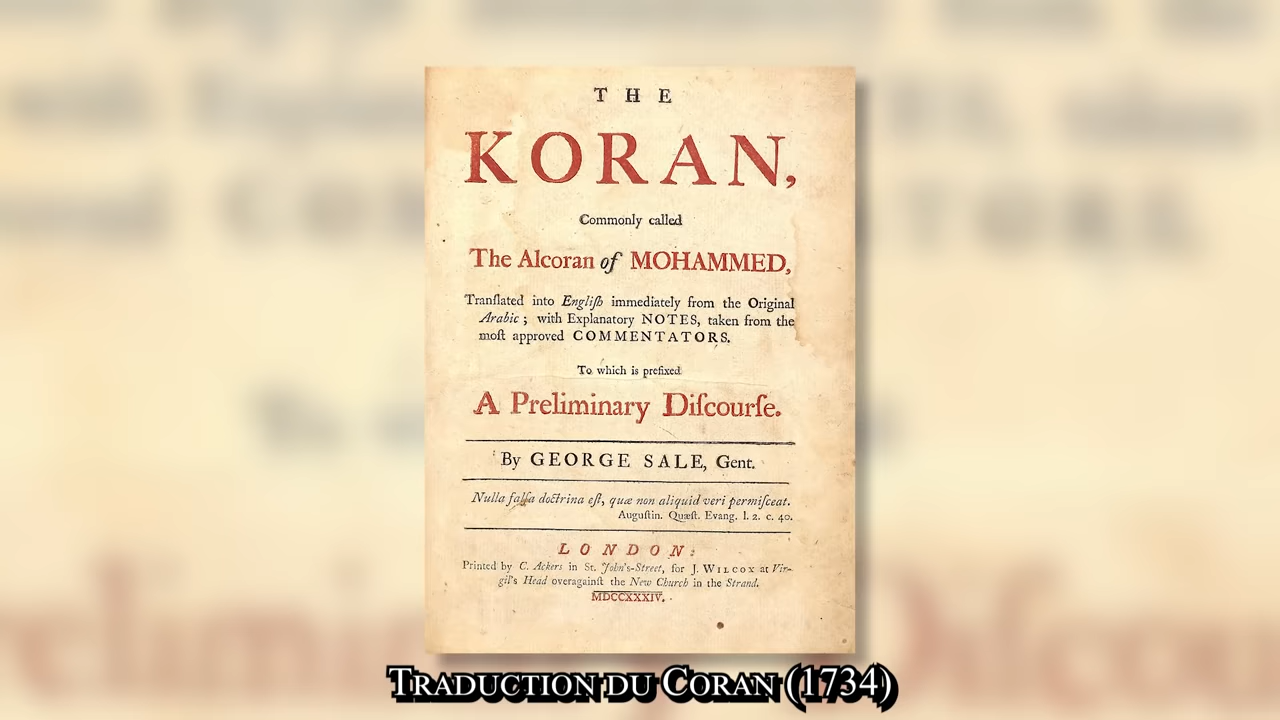 THE
KORAN,
Commonly called
The Alcoran of MOHAMMED,
Tranſlated into Engliſh immediately from the Original
Arabic; with Explanatory NOTES, taken from the
moſt approved COMMENTATORS.
To which is prefixed
A Preliminary Diſcourſe.
By GEORGE SALE, Gent.
Nulla falſa doctrina eſt, quæ non aliquid veri permiſceat.
Auguſtin. Quæſt. Evang. l. 2. c. 40.
LONDON:
Printed by C. Ackers in St. John's-Street, for J. WILCOX at Vir-
gil's Head overagainſt the New Church in the Strand.
MDCCXXXIV.
TRADUCTION DU CORAN (1734)